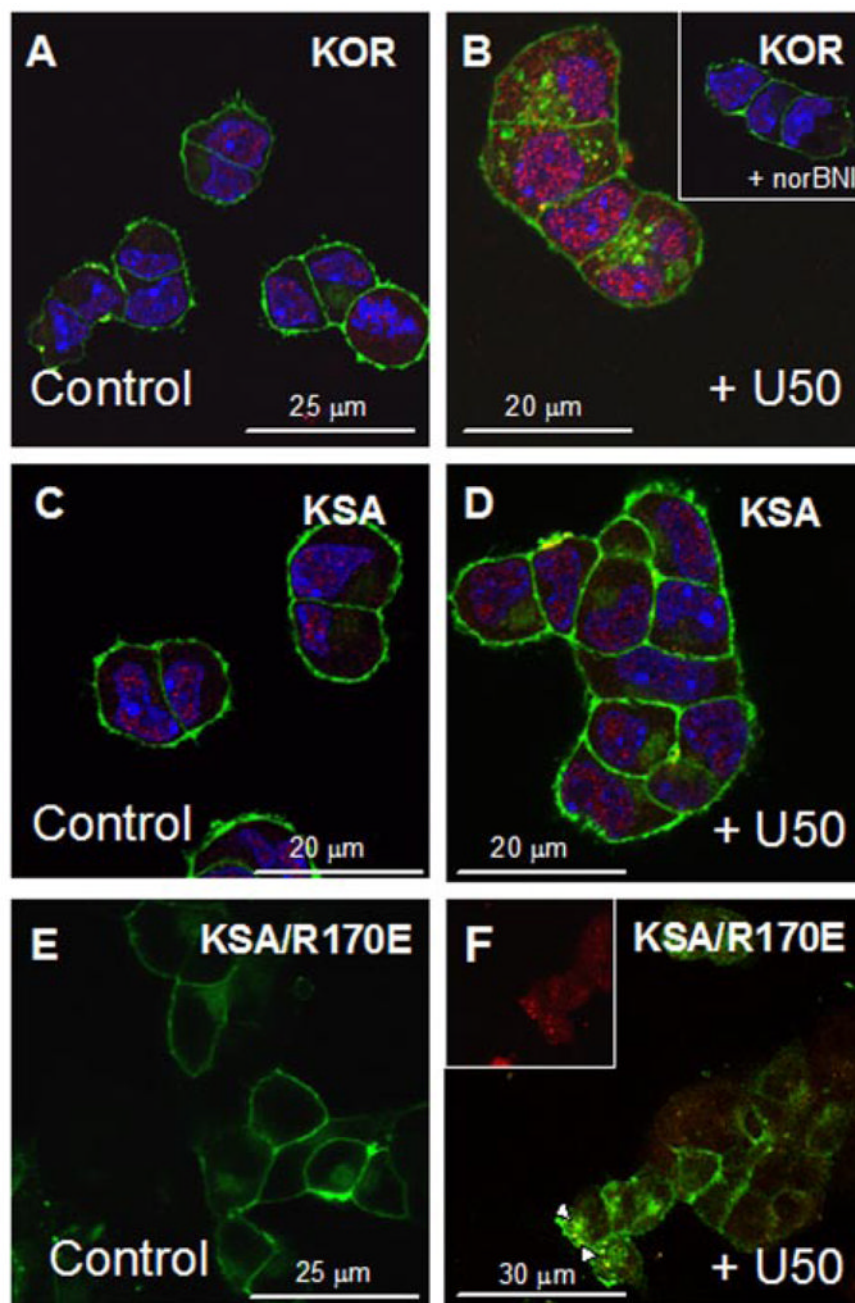 A
KOR
Control
25 μm
B
KOR
+ norBNI
20 μm
+ U50
C
KSA
Control
20 μm
D
KSA
20 μm
+ U50
E
KSA/R170E
Control
25 μm
F
KSA/R170E
30 μm
+ U50